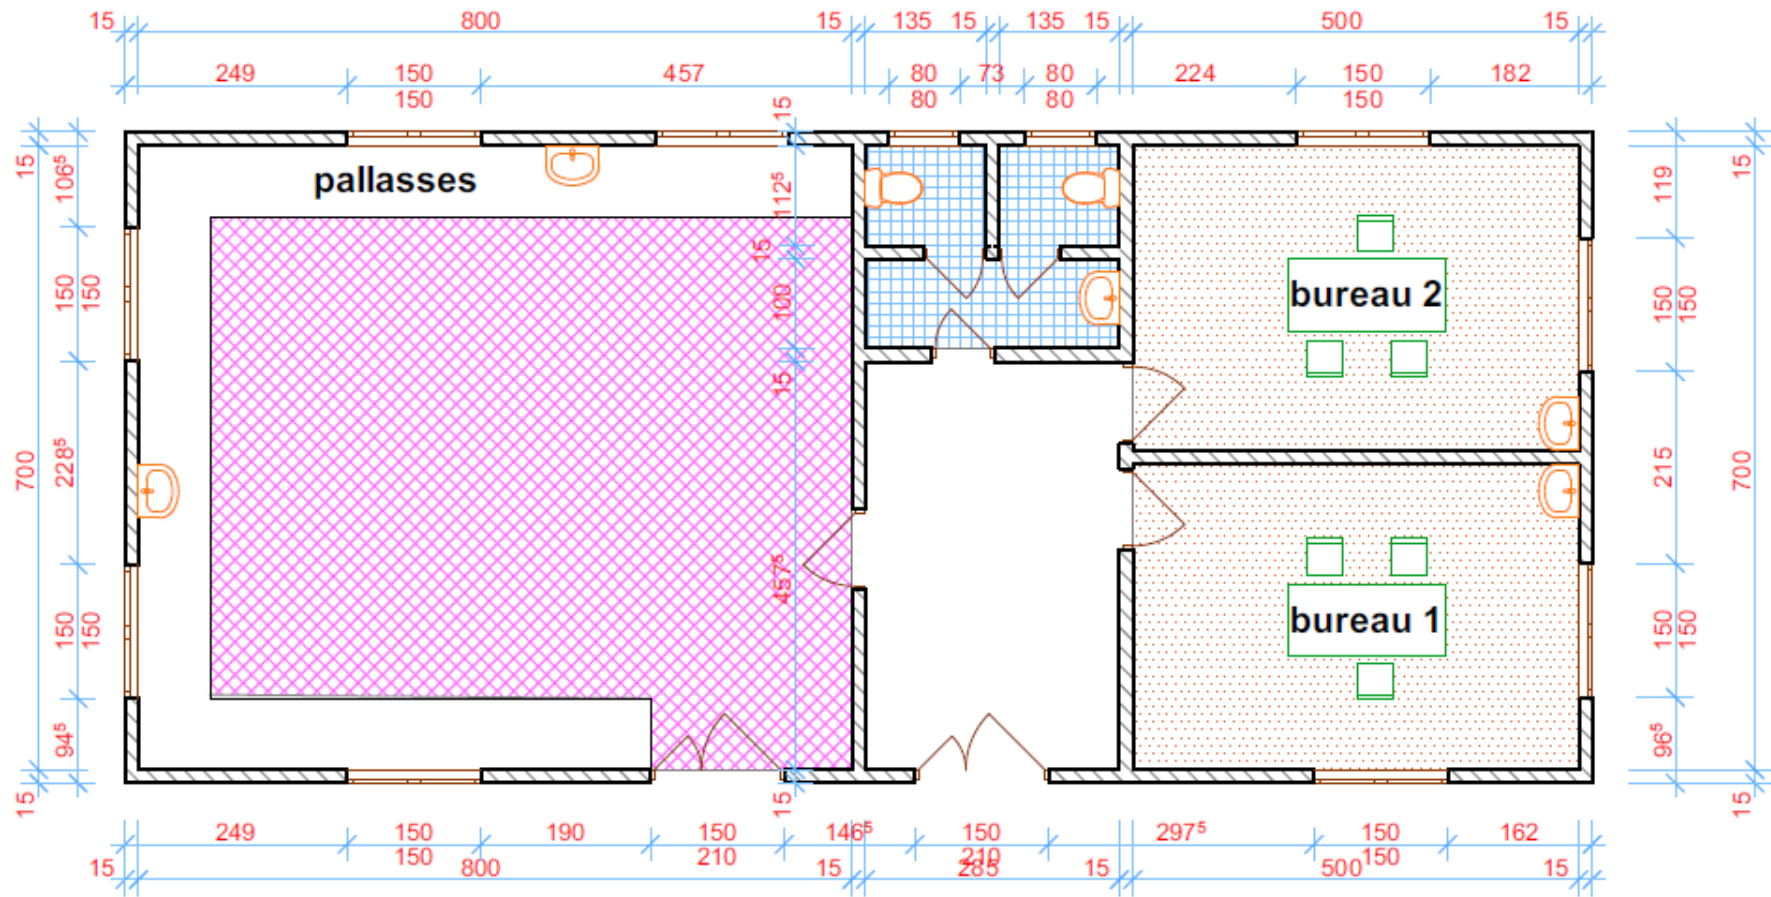 15 800 15 135 15 135 15 500 15
249 150 457 80 73 80 224 150 182
150 80 80 150
15
15 106⁵ pallasses 112⁵ 119 15
15
150 150 100 bureau 2 150 150
15
700 228⁵ 215 700
457⁵
150 150 bureau 1 150 150
94⁵ 96⁵
15 15 15
249 150 190 150 146⁵ 150 297⁵ 150 162
150 210 210 150
15 800 15 285 15 500 15